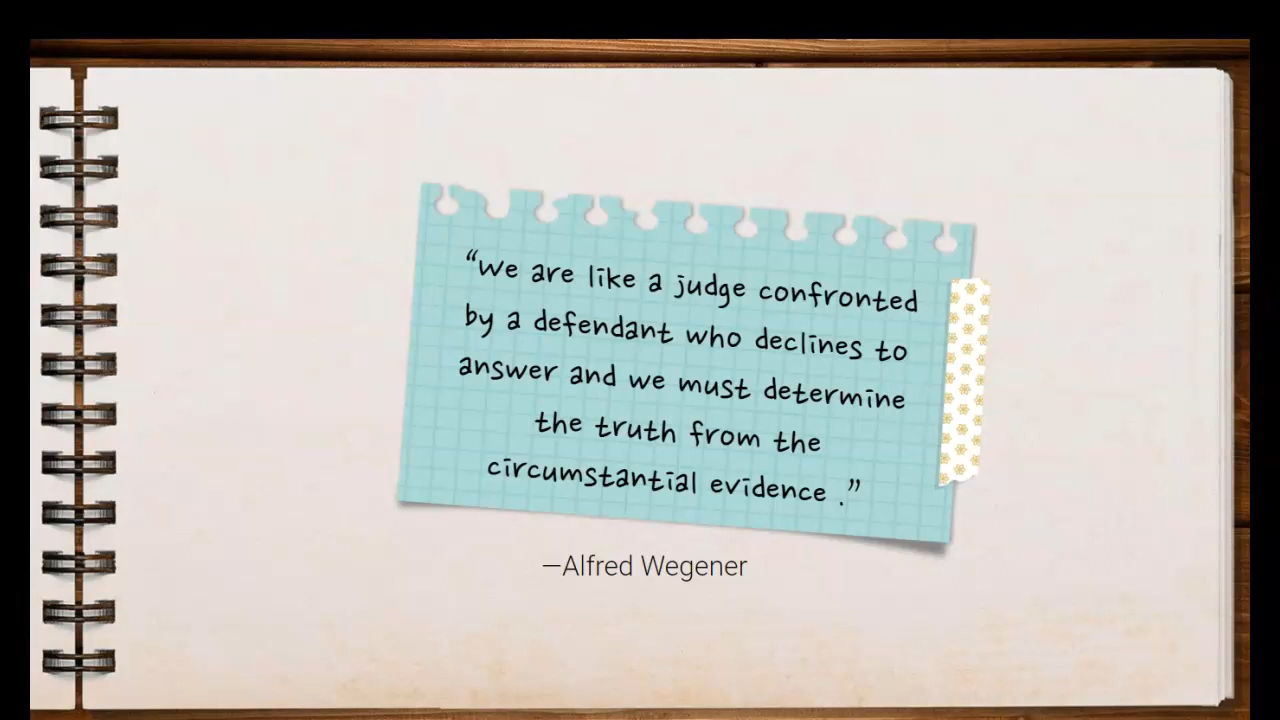 “We are like a judge confronted
by a defendant who declines to
answer and we must determine
the truth from the
circumstantial evidence .”
—Alfred Wegener